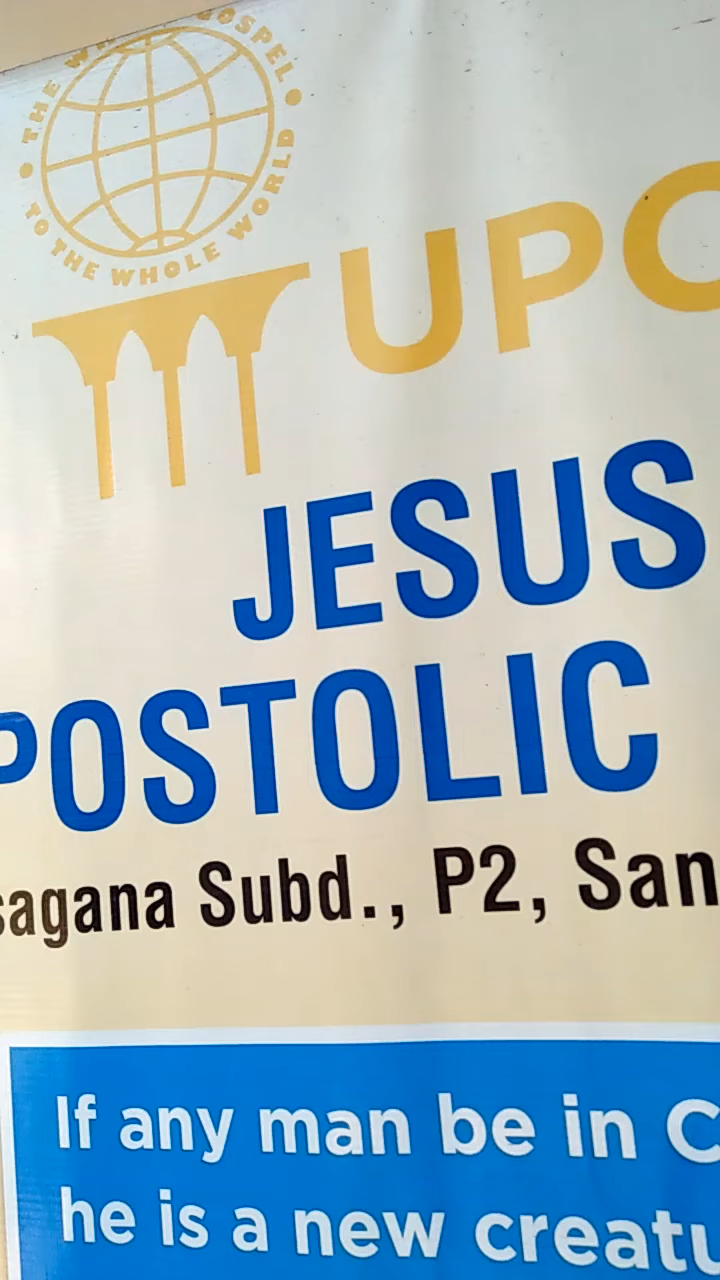 THE W GOSPEL
TO THE WHOLE WORLD
UPC
JESUS
POSTOLIC
sagana Subd., P2, San
If any man be in C
he is a new creatu